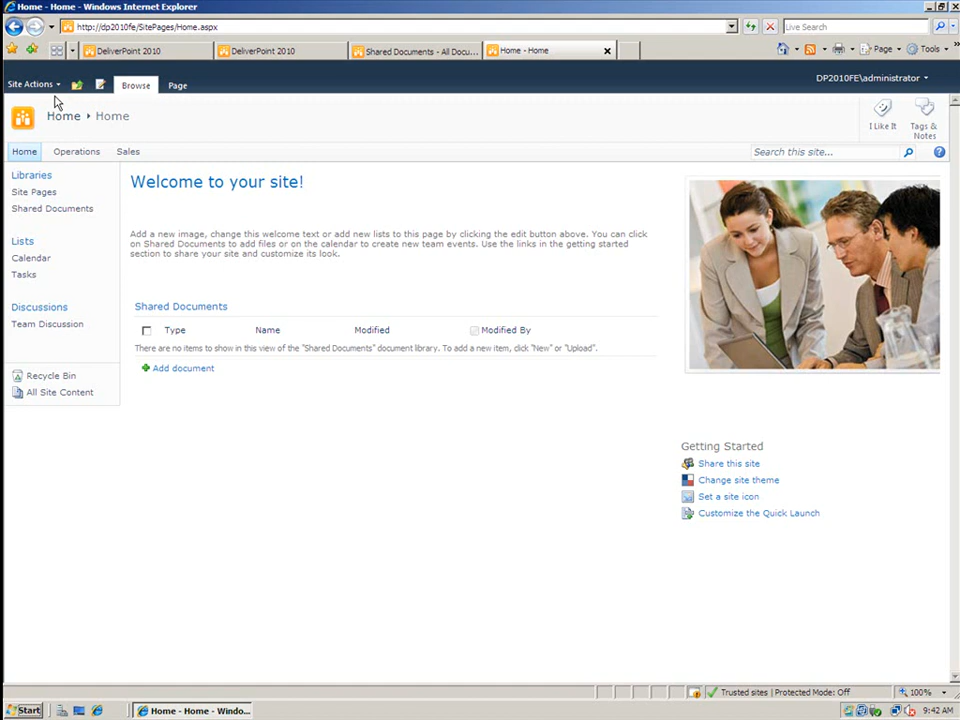 Home - Home - Windows Internet Explorer
http://dp2010fe/SitePages/Home.aspx
Live Search
DeliverPoint 2010
DeliverPoint 2010
Shared Documents - All Docu...
Home - Home
Page
Tools
Site Actions
Browse
Page
DP2010FE\administrator
Home
Home
I Like It
Tags &
Notes
Home
Operations
Sales
Search this site...
Libraries
Site Pages
Shared Documents
Lists
Calendar
Tasks
Discussions
Team Discussion
Recycle Bin
All Site Content
Welcome to your site!
Add a new image, change this welcome text or add new lists to this page by clicking the edit button above. You can click
on Shared Documents to add files or on the calendar to create new team events. Use the links in the getting started
section to share your site and customize its look.
Shared Documents
Type Name Modified Modified By
There are no items to show in this view of the "Shared Documents" document library. To add a new item, click "New" or "Upload".
Add document
Getting Started
Share this site
Change site theme
Set a site icon
Customize the Quick Launch
Trusted sites | Protected Mode: Off
100%
Start
Home - Home - Windo...
9:42 AM